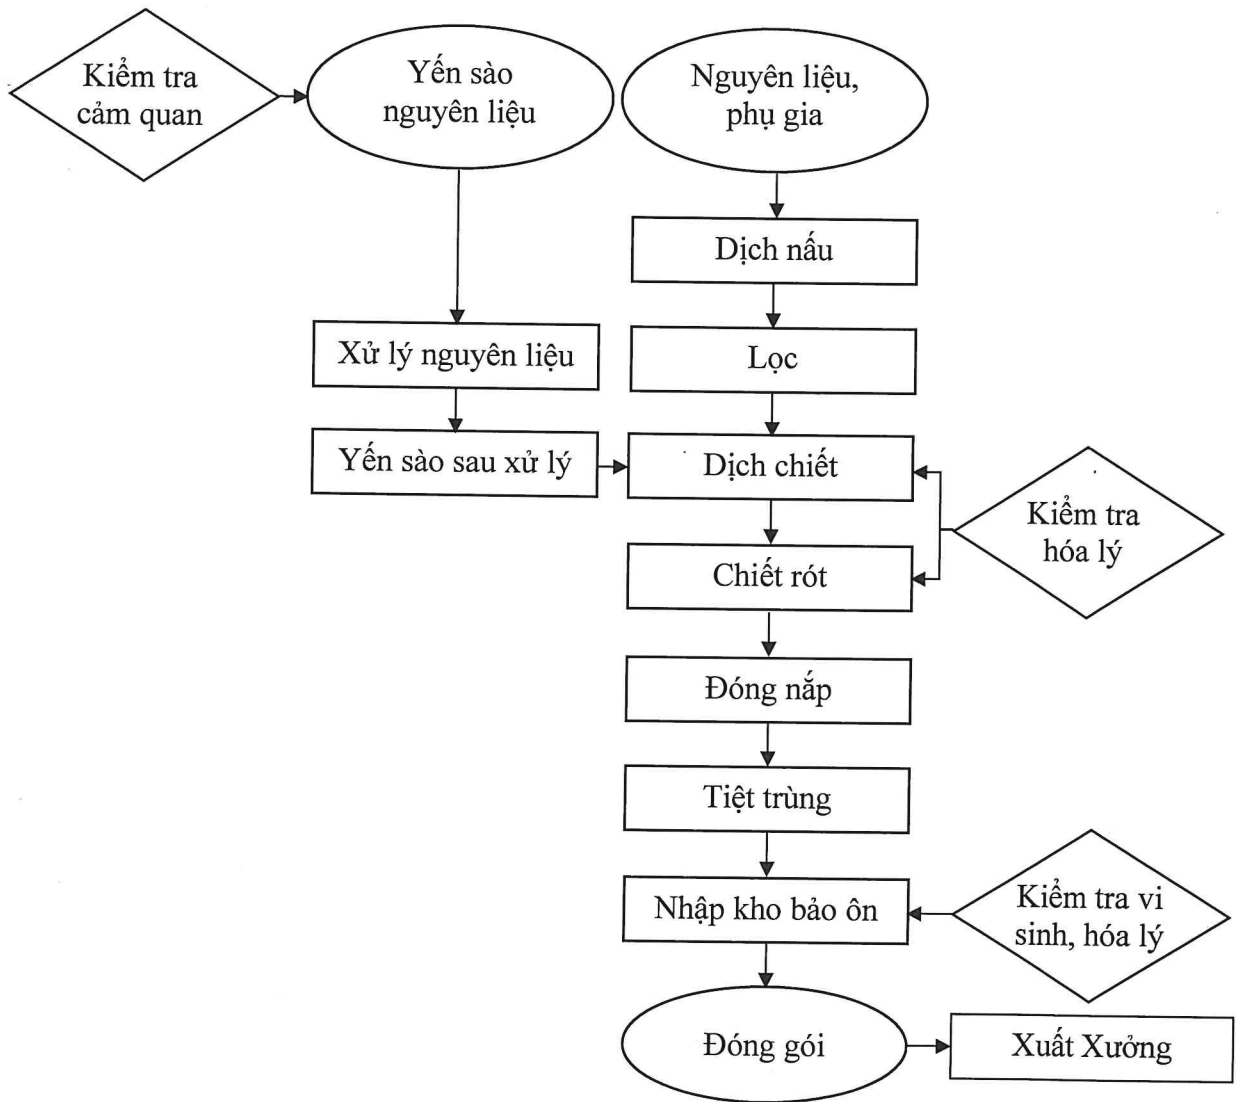 Kiểm tra
cảm quan
Yến sào
nguyên liệu
Nguyên liệu,
phụ gia
Dịch nấu
Xử lý nguyên liệu
Lọc
Yến sào sau xử lý
Dịch chiết
Kiểm tra
hóa lý
Chiết rót
Đóng nắp
Tiệt trùng
Nhập kho bảo ôn
Kiểm tra vi
sinh, hóa lý
Đóng gói
Xuất Xưởng